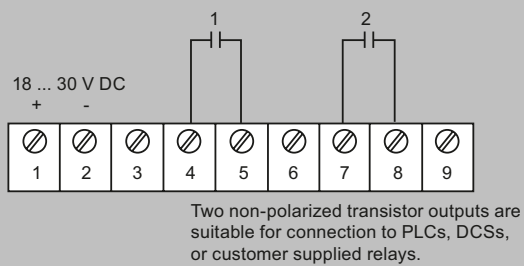 1 2
18 ... 30 V DC
+ -
1 2 3 4 5 6 7 8 9
Two non-polarized transistor outputs are
suitable for connection to PLCs, DCSs,
or customer supplied relays.